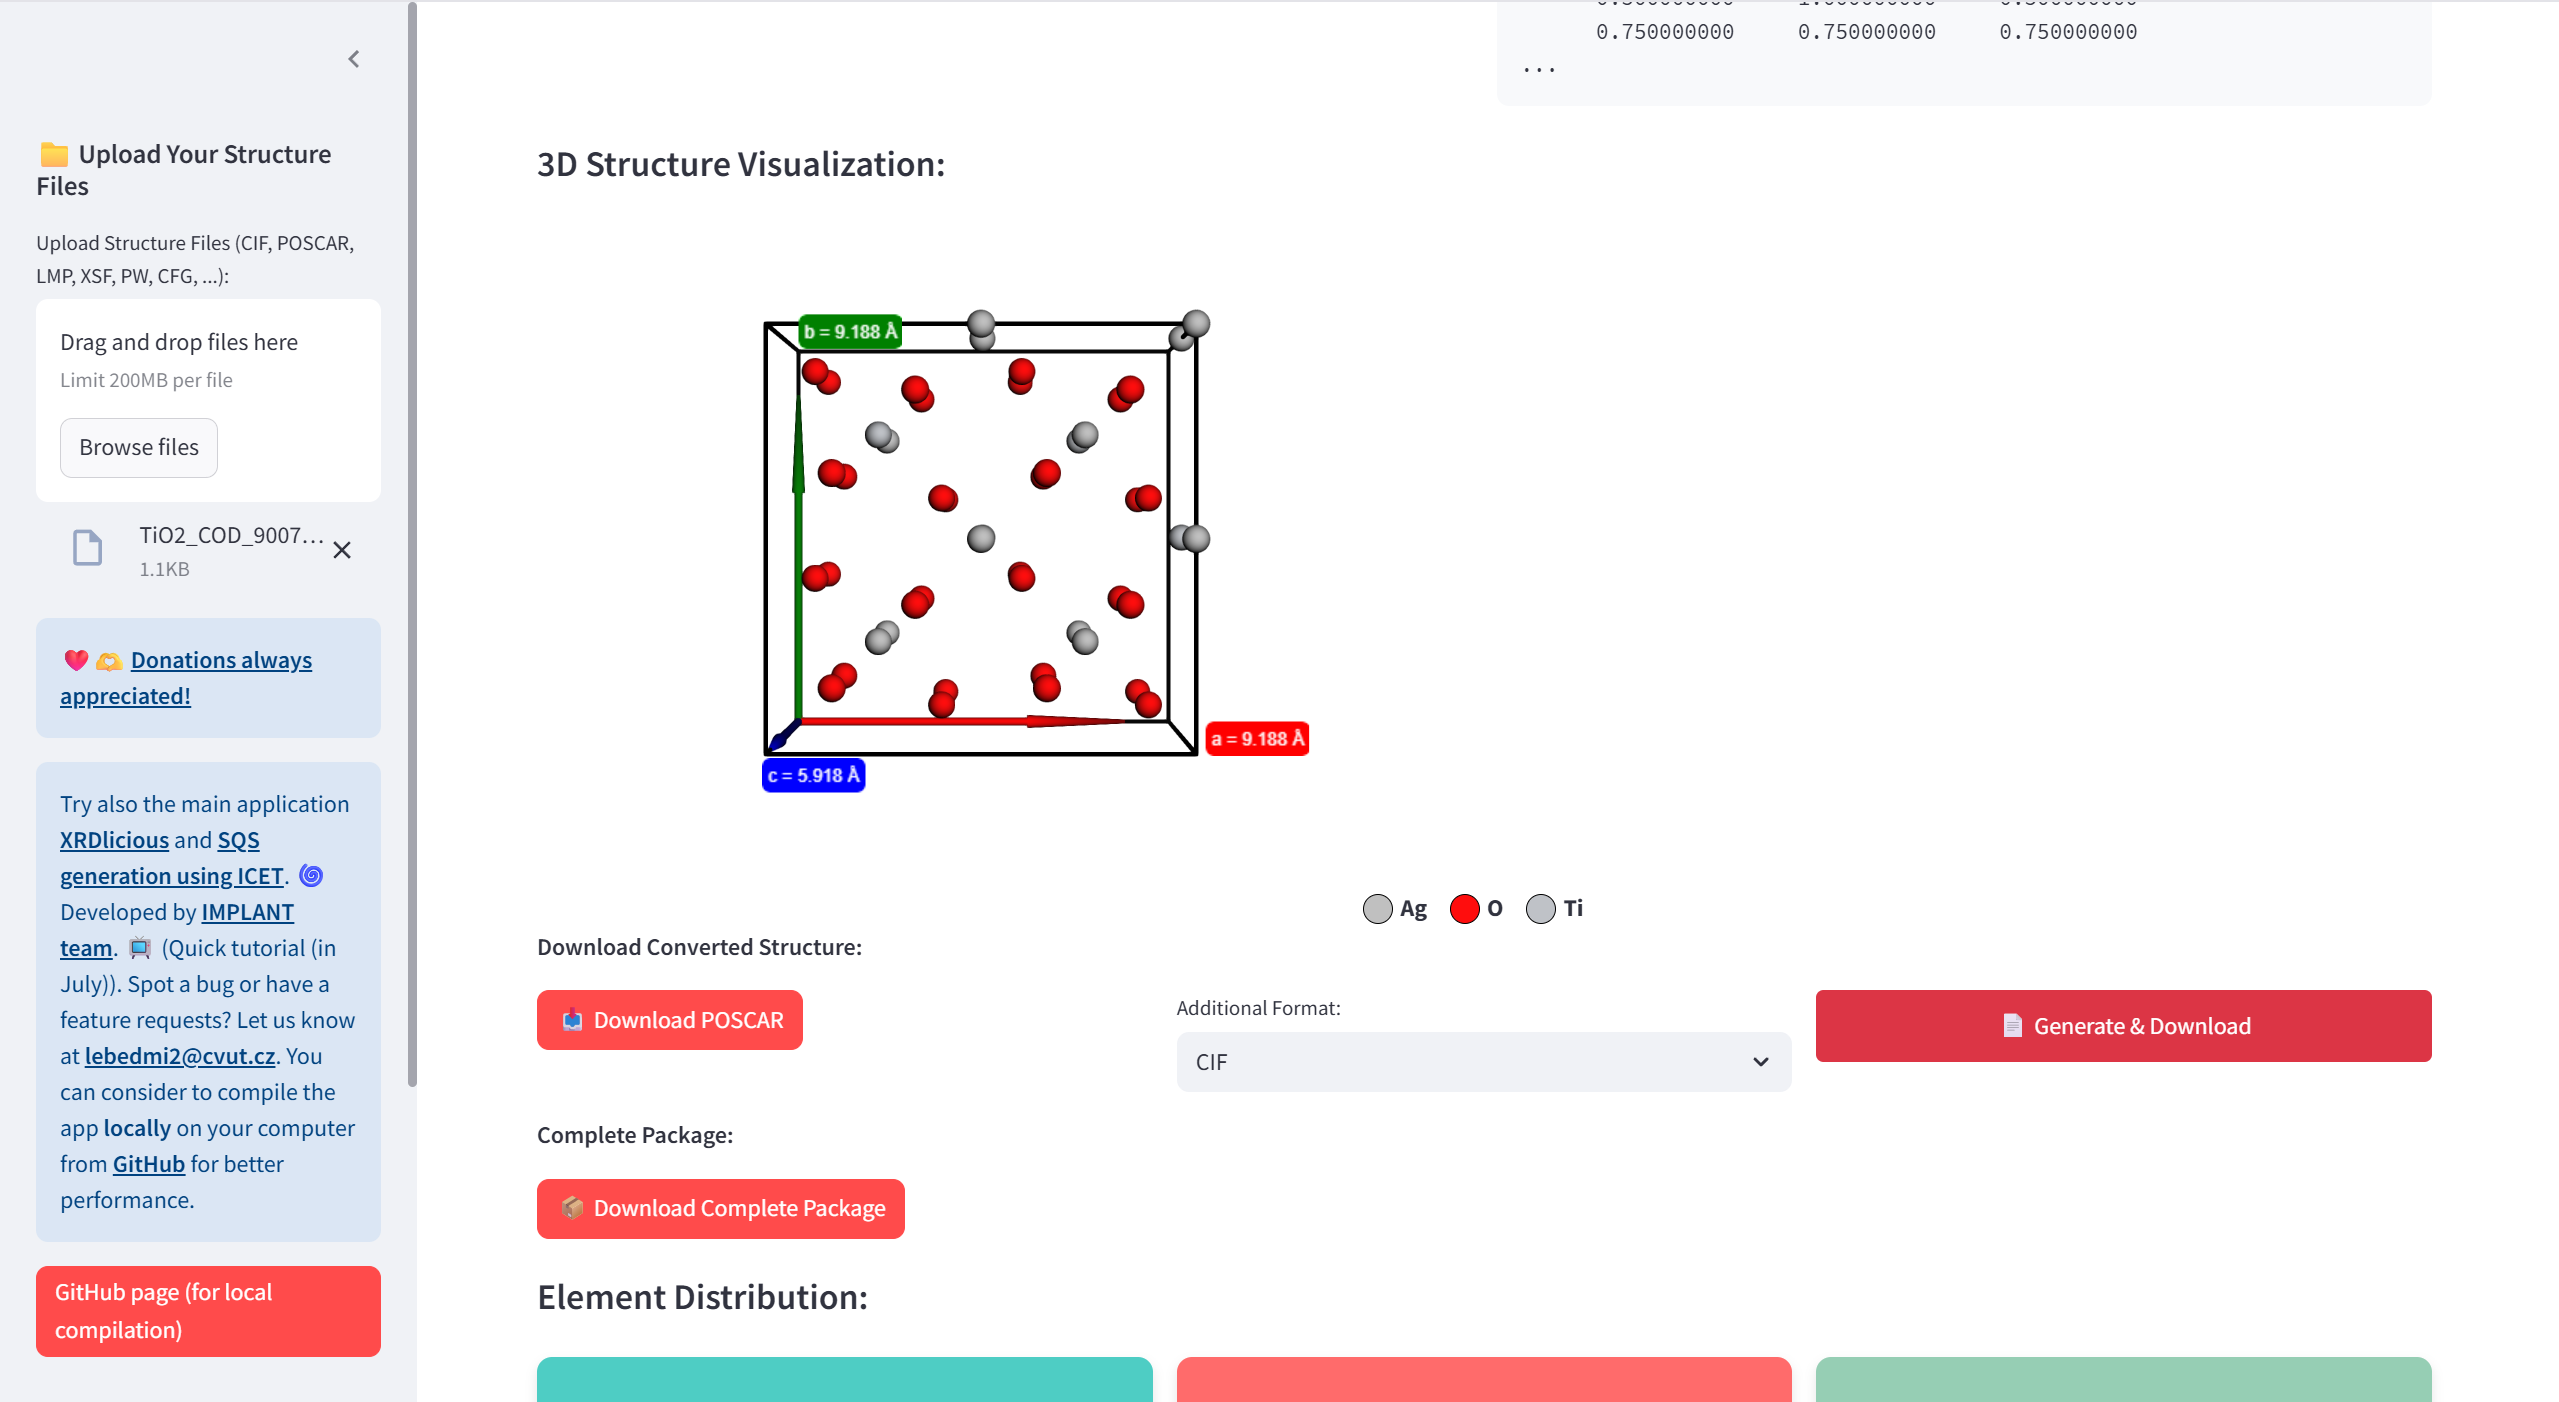 0.750000000 0.750000000 0.750000000
...
Upload Your Structure
Files
Upload Structure Files (CIF, POSCAR,
LMP, XSF, PW, CFG, ...):
Drag and drop files here
Limit 200MB per file
Browse files
TiO2_COD_9007...
1.1KB
Donations always
appreciated!
Try also the main application
XRDlicious and SQS
generation using ICET.
Developed by IMPLANT
team. (Quick tutorial (in
July)). Spot a bug or have a
feature requests? Let us know
at lebedmi2@cvut.cz. You
can consider to compile the
app locally on your computer
from GitHub for better
performance.
GitHub page (for local
compilation)
3D Structure Visualization:
b = 9.188 Å
a = 9.188 Å
c = 5.918 Å
Ag O Ti
Download Converted Structure:
Download POSCAR
Additional Format:
CIF
Generate & Download
Complete Package:
Download Complete Package
Element Distribution: